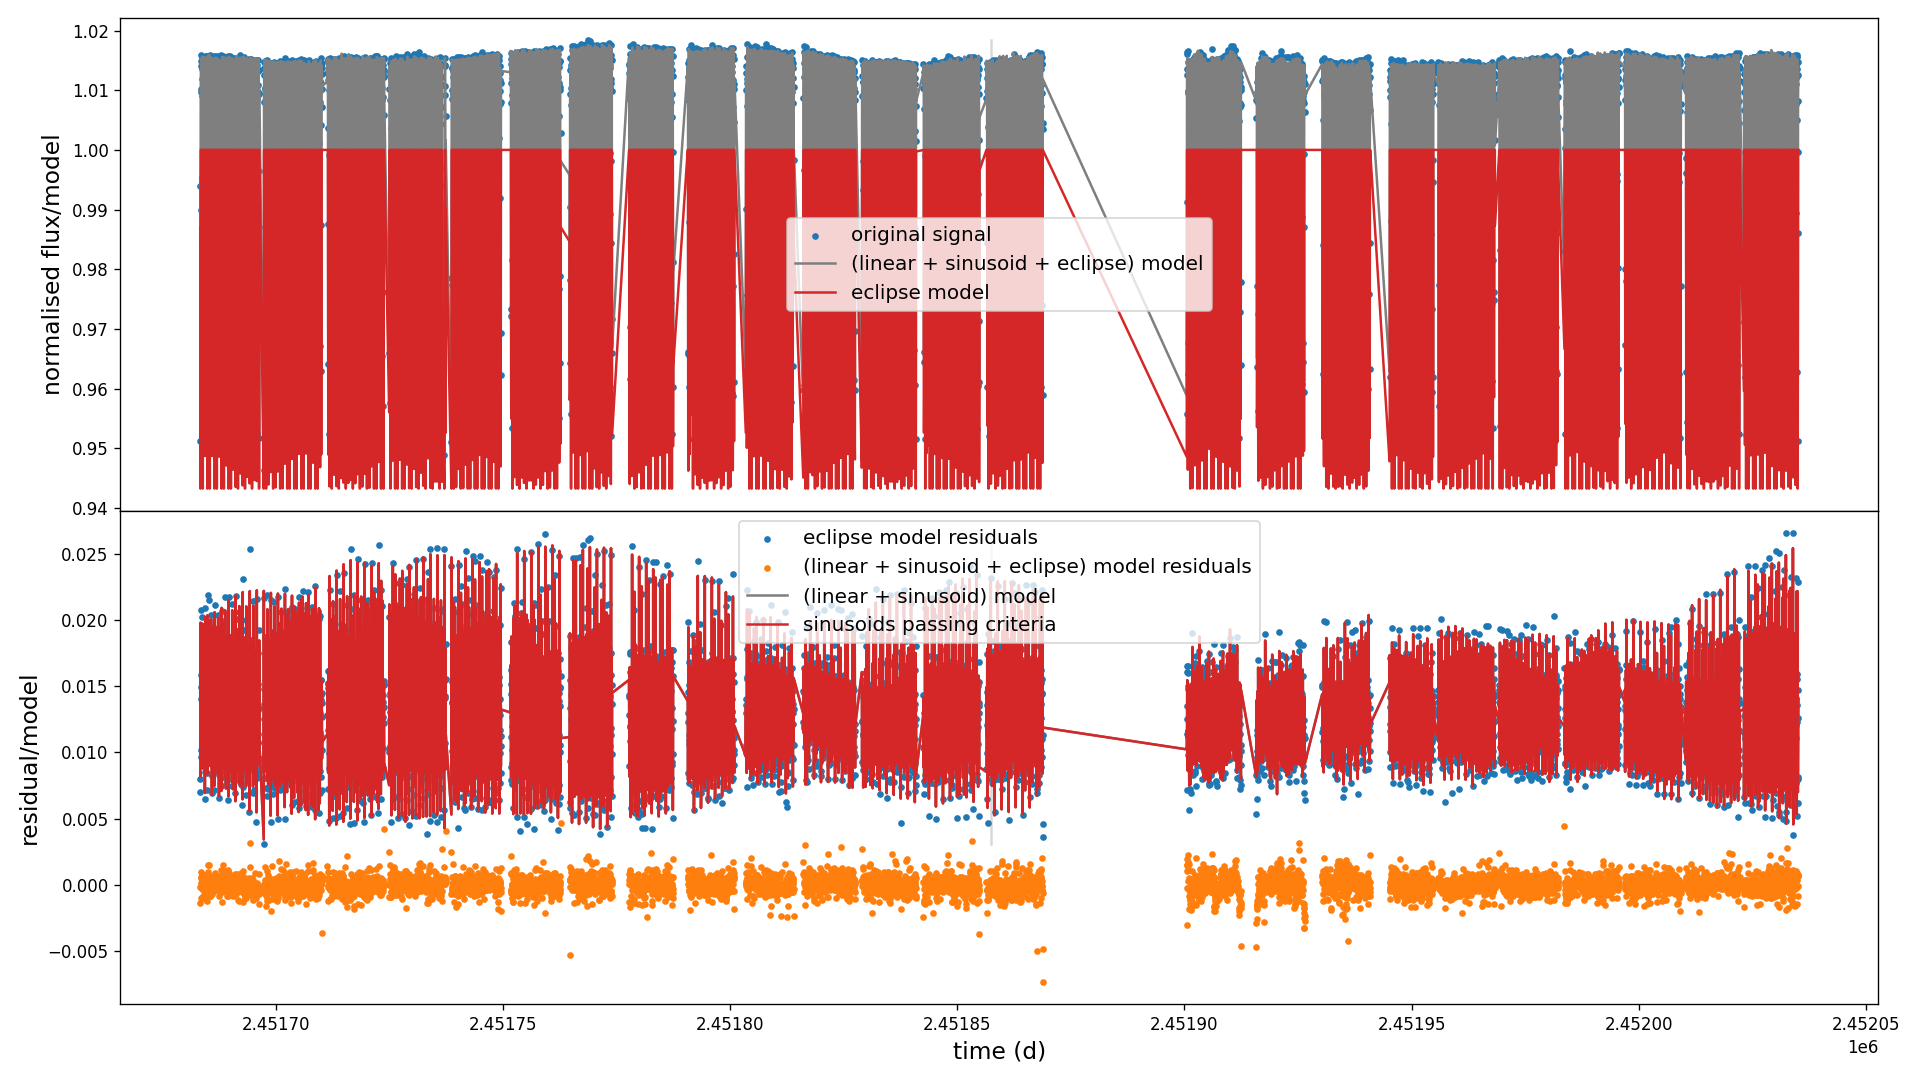 1.02
1.01
1.00
0.99
0.98
0.97
0.96
0.95
0.94
normalised flux/model
original signal
(linear + sinusoid + eclipse) model
eclipse model
0.025
0.020
0.015
0.010
0.005
0.000
−0.005
residual/model
eclipse model residuals
(linear + sinusoid + eclipse) model residuals
(linear + sinusoid) model
sinusoids passing criteria
2.45170 2.45175 2.45180 2.45185 2.45190 2.45195 2.45200 2.45205
time (d)
1e6